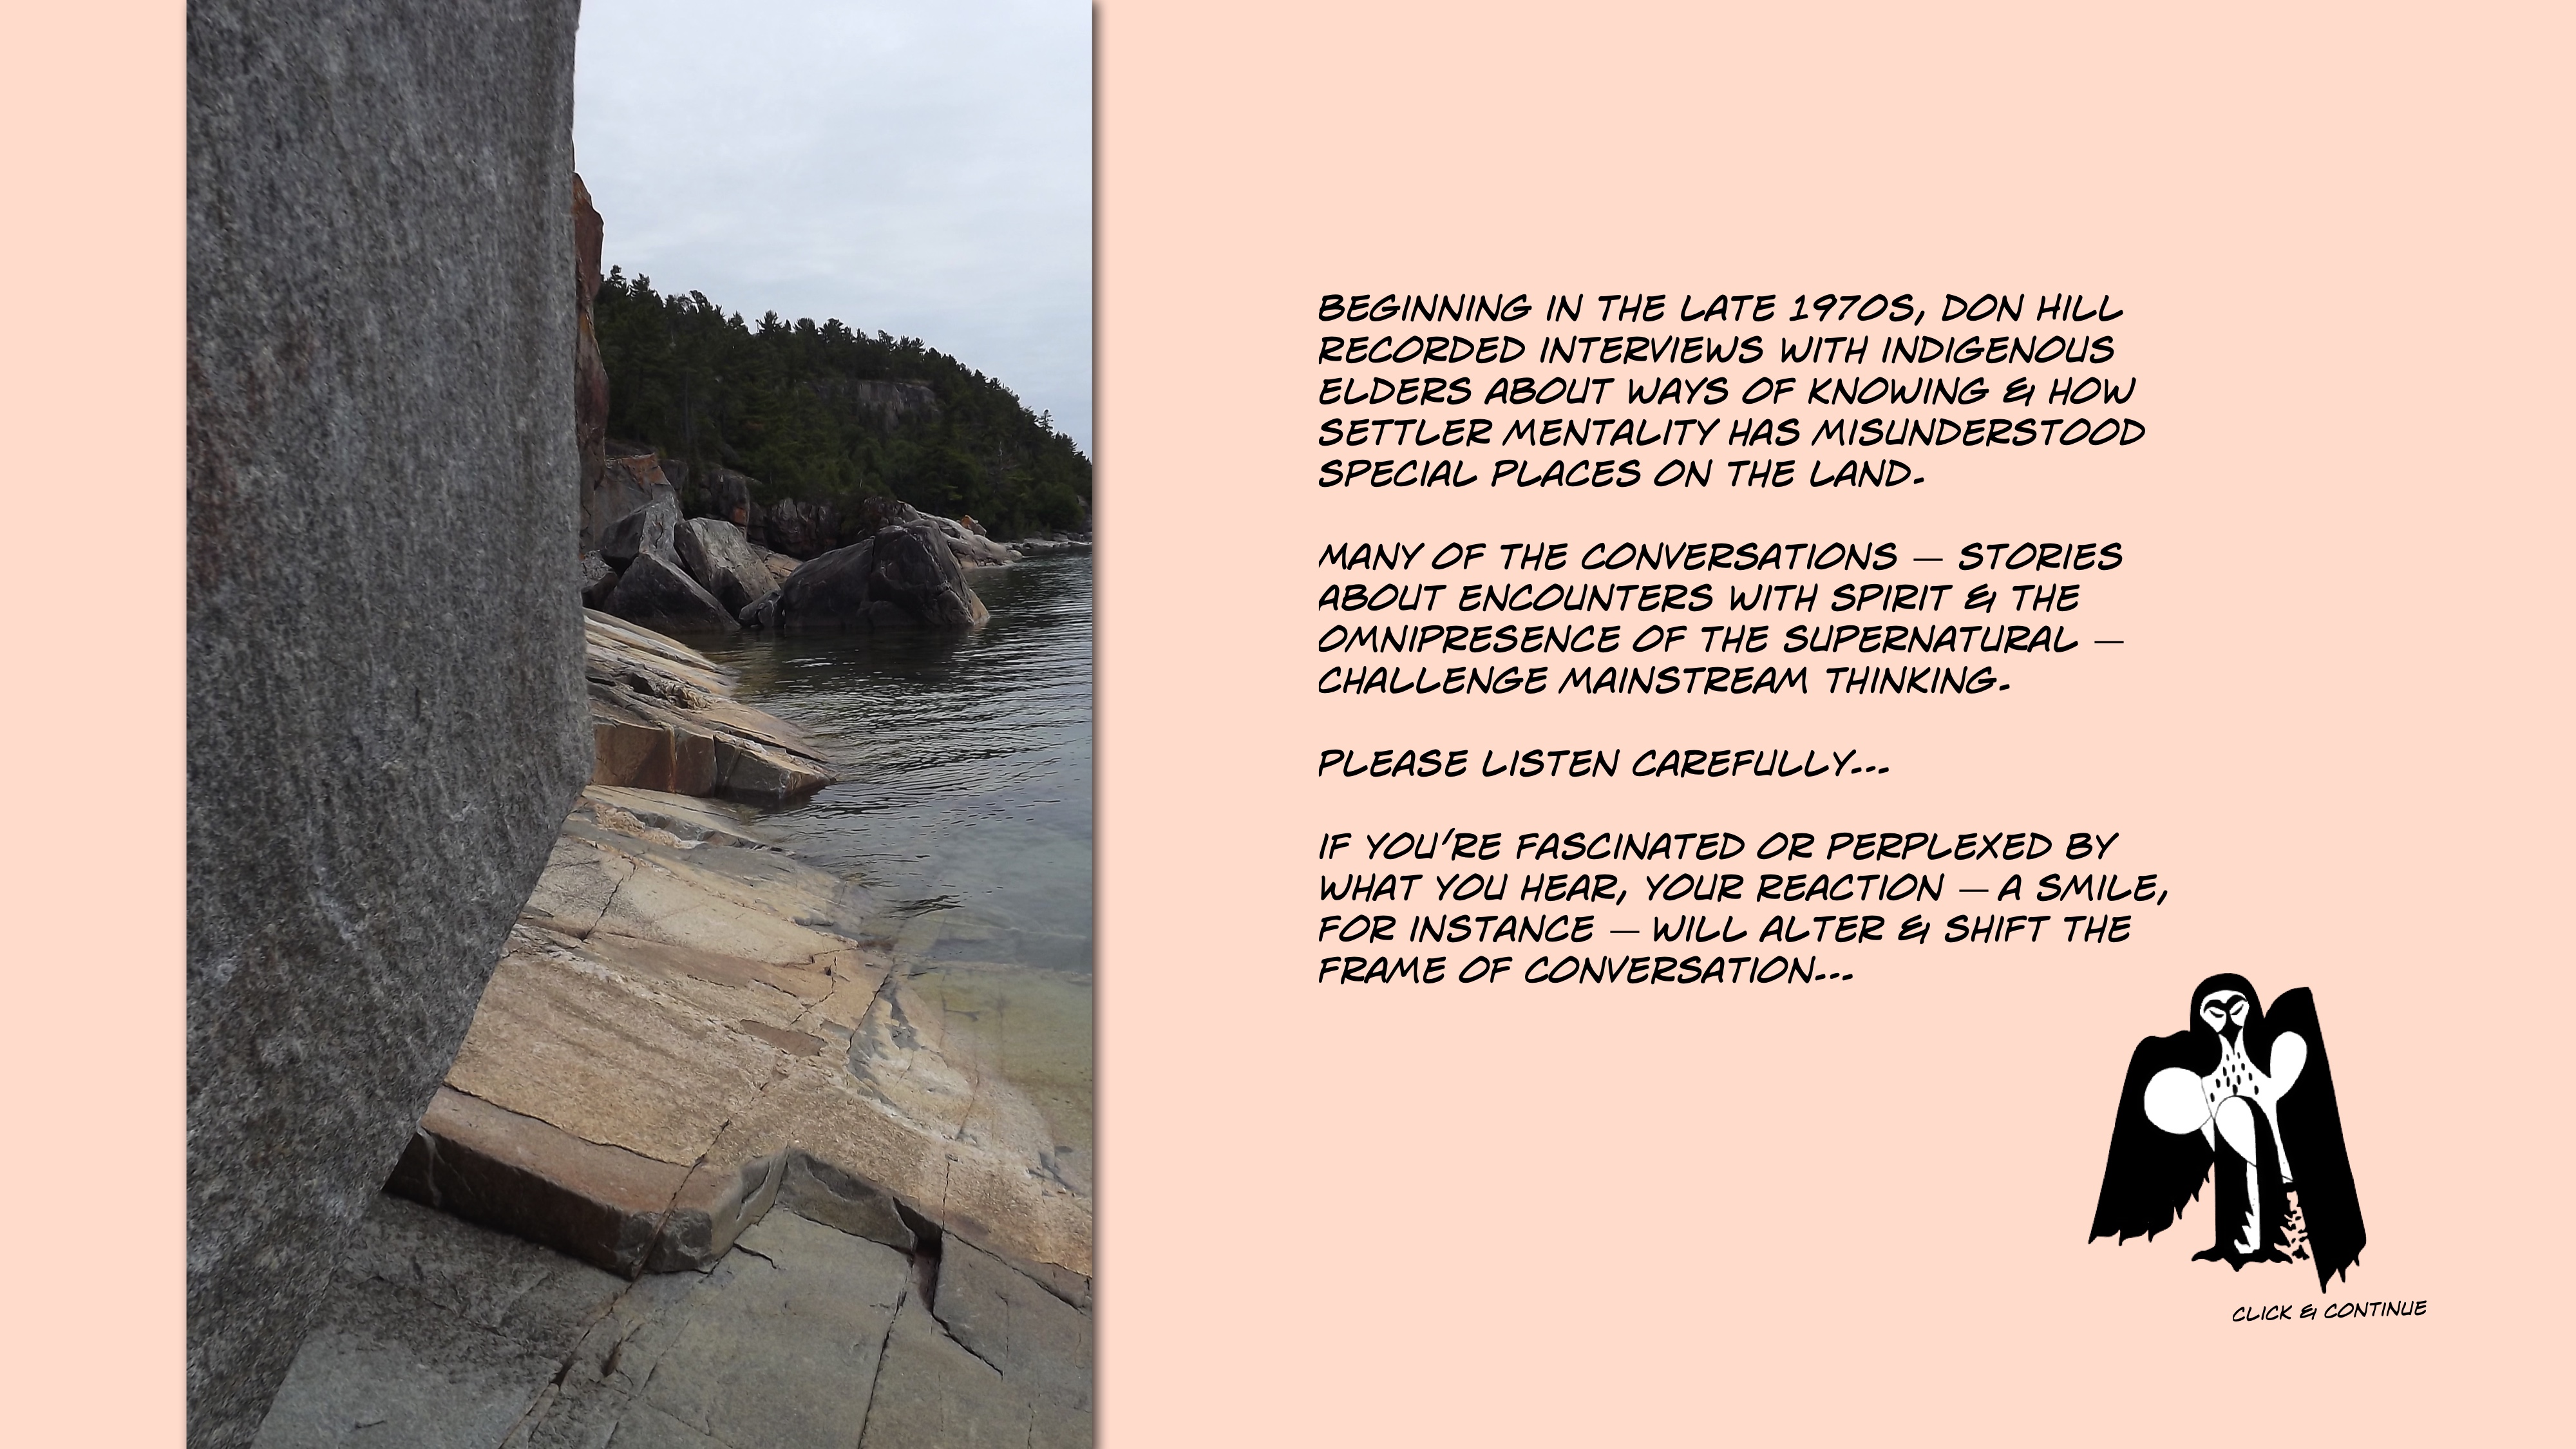 BEGINNING IN THE LATE 1970S, DON HILL
RECORDED INTERVIEWS WITH INDIGENOUS
ELDERS ABOUT WAYS OF KNOWING & HOW
SETTLER MENTALITY HAS MISUNDERSTOOD
SPECIAL PLACES ON THE LAND.
MANY OF THE CONVERSATIONS — STORIES
ABOUT ENCOUNTERS WITH SPIRIT & THE
OMNIPRESENCE OF THE SUPERNATURAL —
CHALLENGE MAINSTREAM THINKING.
PLEASE LISTEN CAREFULLY...
IF YOU'RE FASCINATED OR PERPLEXED BY
WHAT YOU HEAR, YOUR REACTION — A SMILE,
FOR INSTANCE — WILL ALTER & SHIFT THE
FRAME OF CONVERSATION...
CLICK & CONTINUE